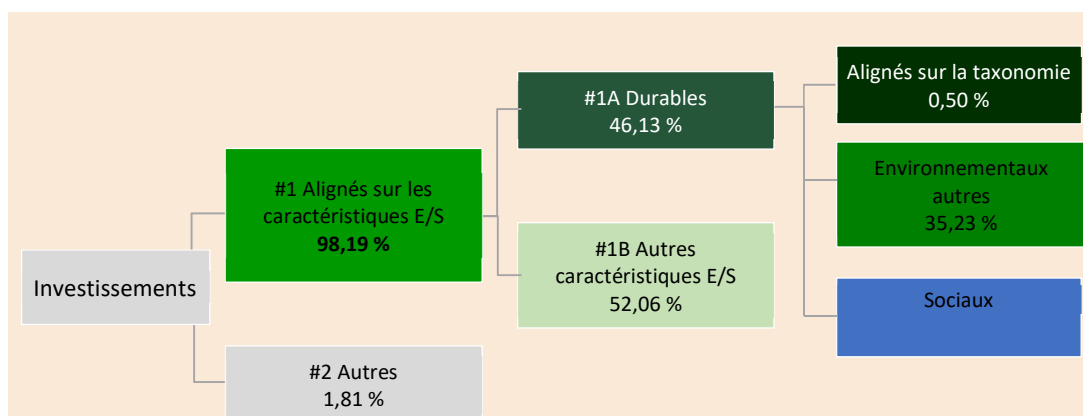 Investissements
#1 Alignés sur les
caractéristiques E/S
98,19 %
#2 Autres
1,81 %
#1A Durables
46,13 %
#1B Autres
caractéristiques E/S
52,06 %
Alignés sur la taxonomie
0,50 %
Environnementaux
autres
35,23 %
Sociaux